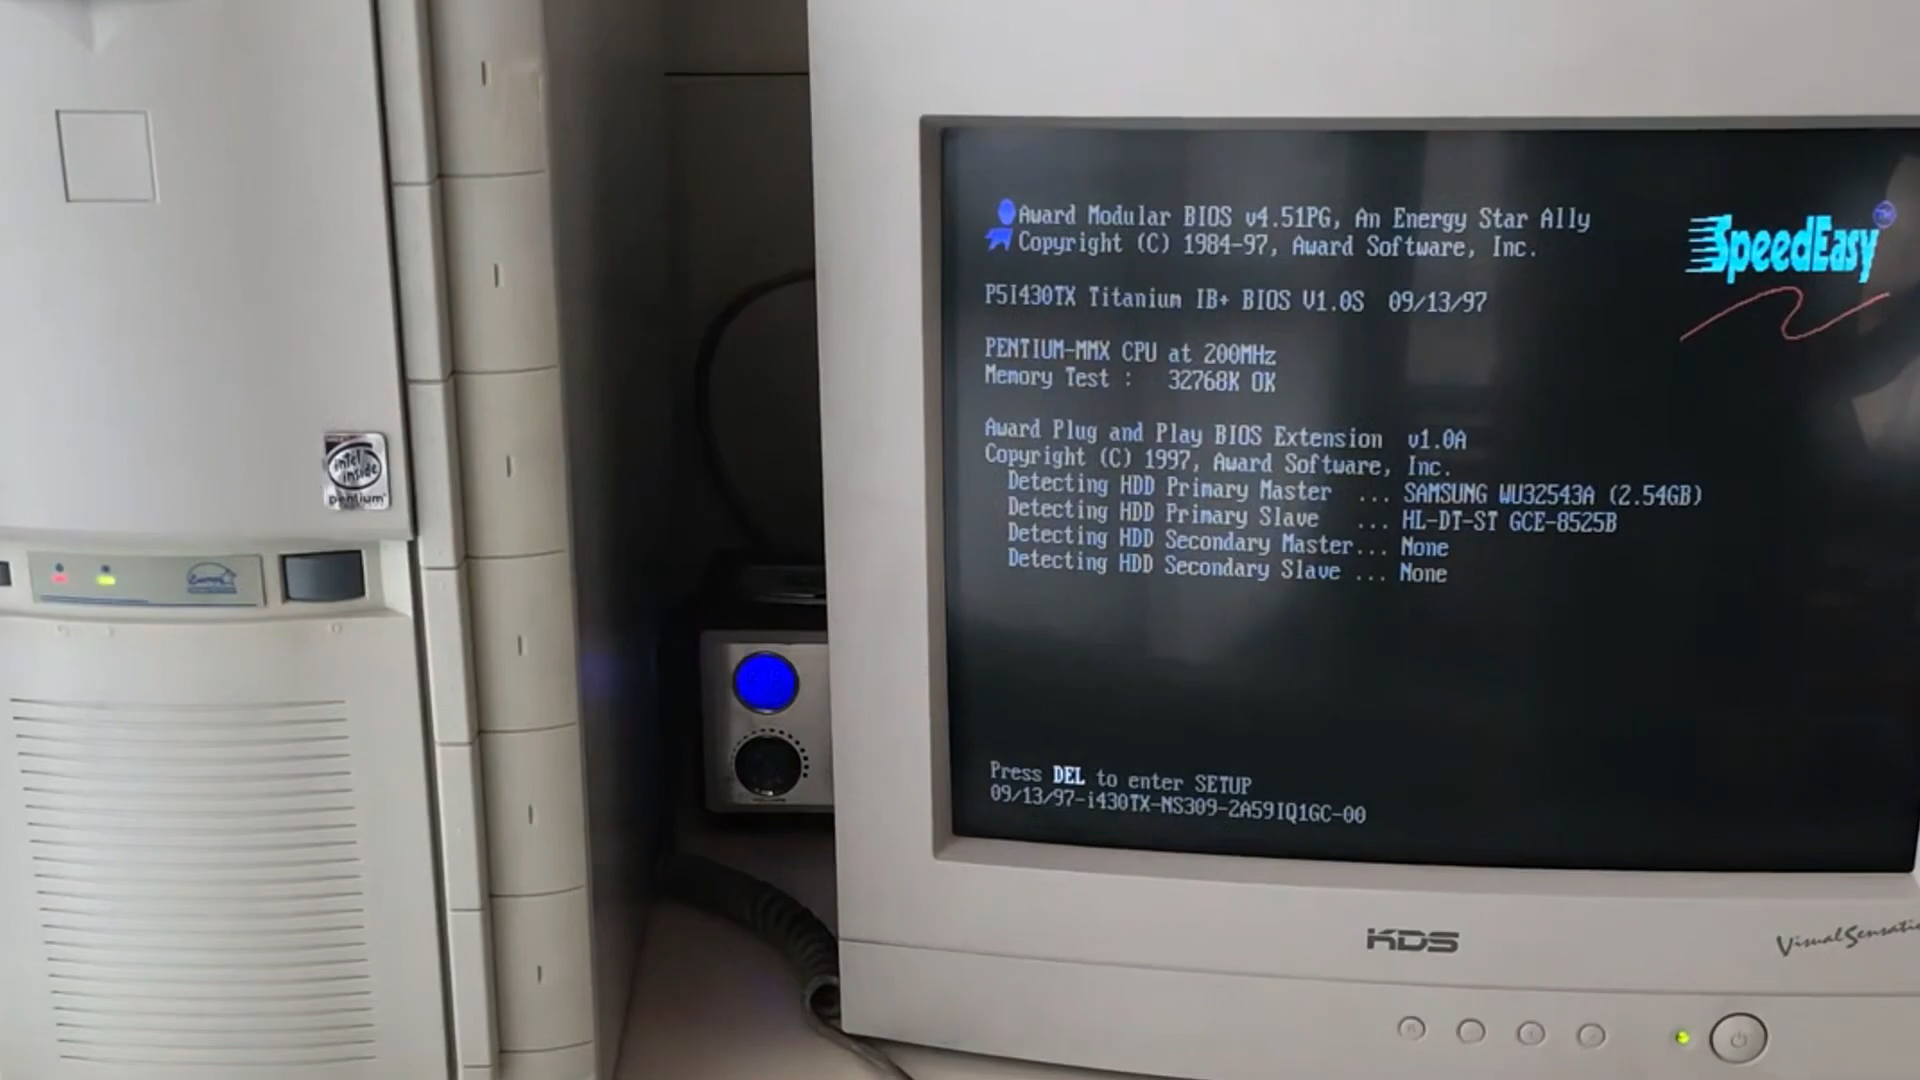 intel
inside
pentium
Award Modular BIOS v4.51PG, An Energy Star Ally
Copyright (C) 1984-97, Award Software, Inc.
SpeedEasy
TM
P5I430TX Titanium IB+ BIOS V1.0S 09/13/97
PENTIUM-MMX CPU at 200MHz
Memory Test : 32768K OK
Award Plug and Play BIOS Extension v1.0A
Copyright (C) 1997, Award Software, Inc.
Detecting HDD Primary Master ... SAMSUNG WU32543A (2.54GB)
Detecting HDD Primary Slave ... HL-DT-ST GCE-8525B
Detecting HDD Secondary Master... None
Detecting HDD Secondary Slave ... None
Press DEL to enter SETUP
09/13/97-i430TX-NS309-2A59IQ1GC-00
KDS